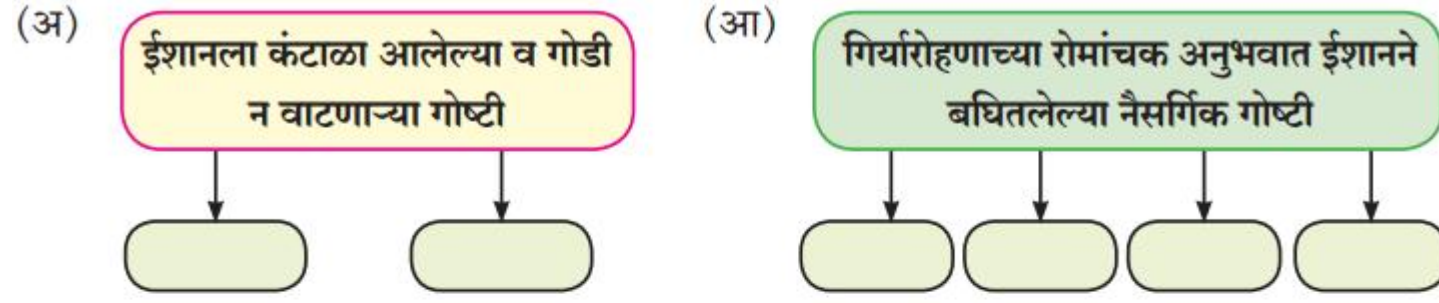 (अ)
ईशानला कंटाळा आलेल्या व गोडी
न वाटणाऱ्या गोष्टी
(आ)
गिर्यारोहणाच्या रोमांचक अनुभवात ईशानने
बघितलेल्या नैसर्गिक गोष्टी